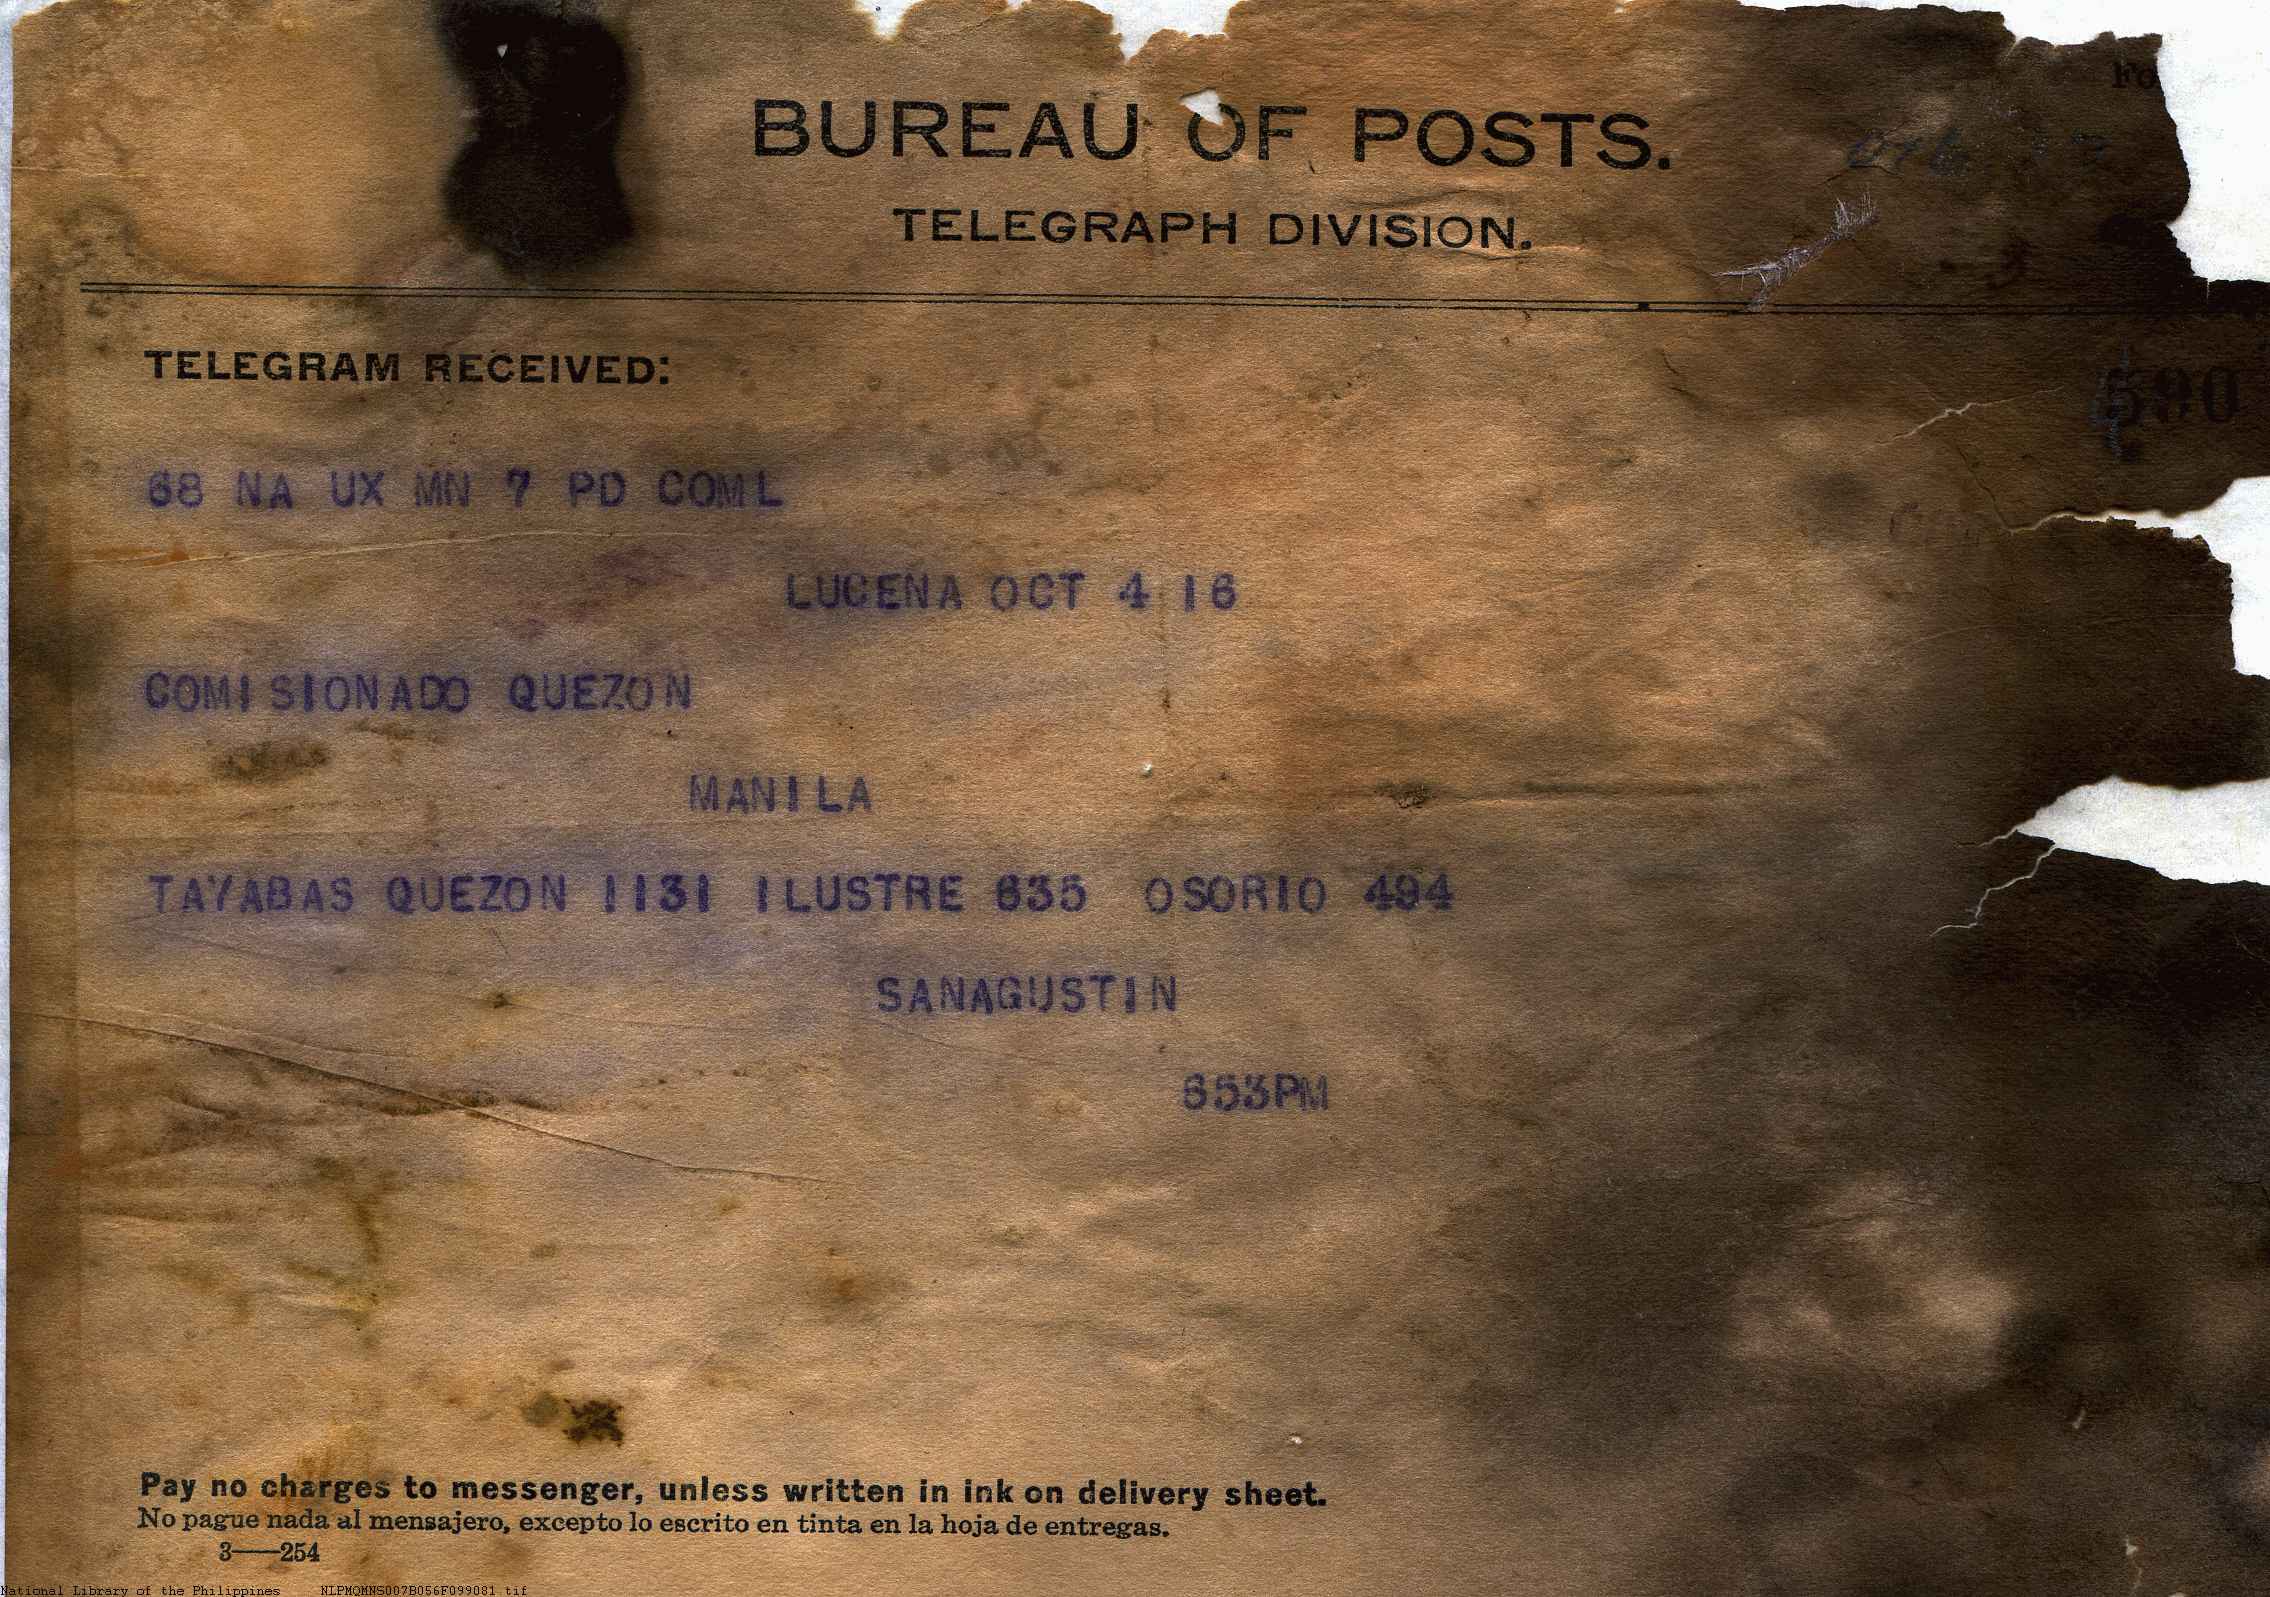 BUREAU OF POSTS.
TELEGRAPH DIVISION.
TELEGRAM RECEIVED:
590
68 NA UX MN 7 PD COML
LUCENA OCT 4 16
COMISIONADO QUEZON
MANILA
TAYABAS QUEZON 1131 ILUSTRE 635 OSORIO 494
SANAGUSTIN
653PM
Pay no charges to messenger, unless written in ink on delivery sheet.
No pague nada al mensajero, excepto lo escrito en tinta en la hoja de entregas.
3——254
National Library of the Philippines NLPMQMNS007B056F099081.tif